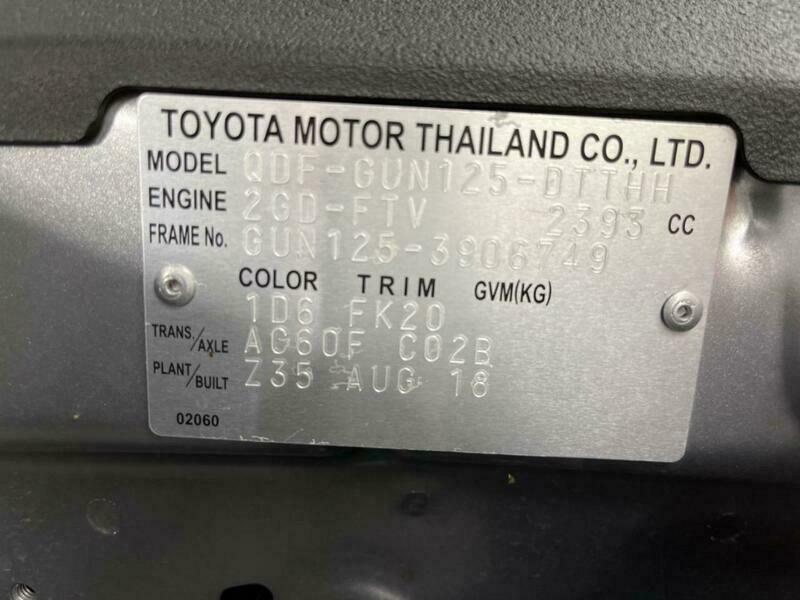 TOYOTA MOTOR THAILAND CO., LTD.
MODEL QDF-GUN125-DTTHH
ENGINE 2GD-FTV 2393 CC
FRAME No. GUN125-3906749
COLOR TRIM GVM(KG)
1D6 FK20
TRANS./AXLE AG60F C02B
PLANT/BUILT Z35 AUG 18
02060